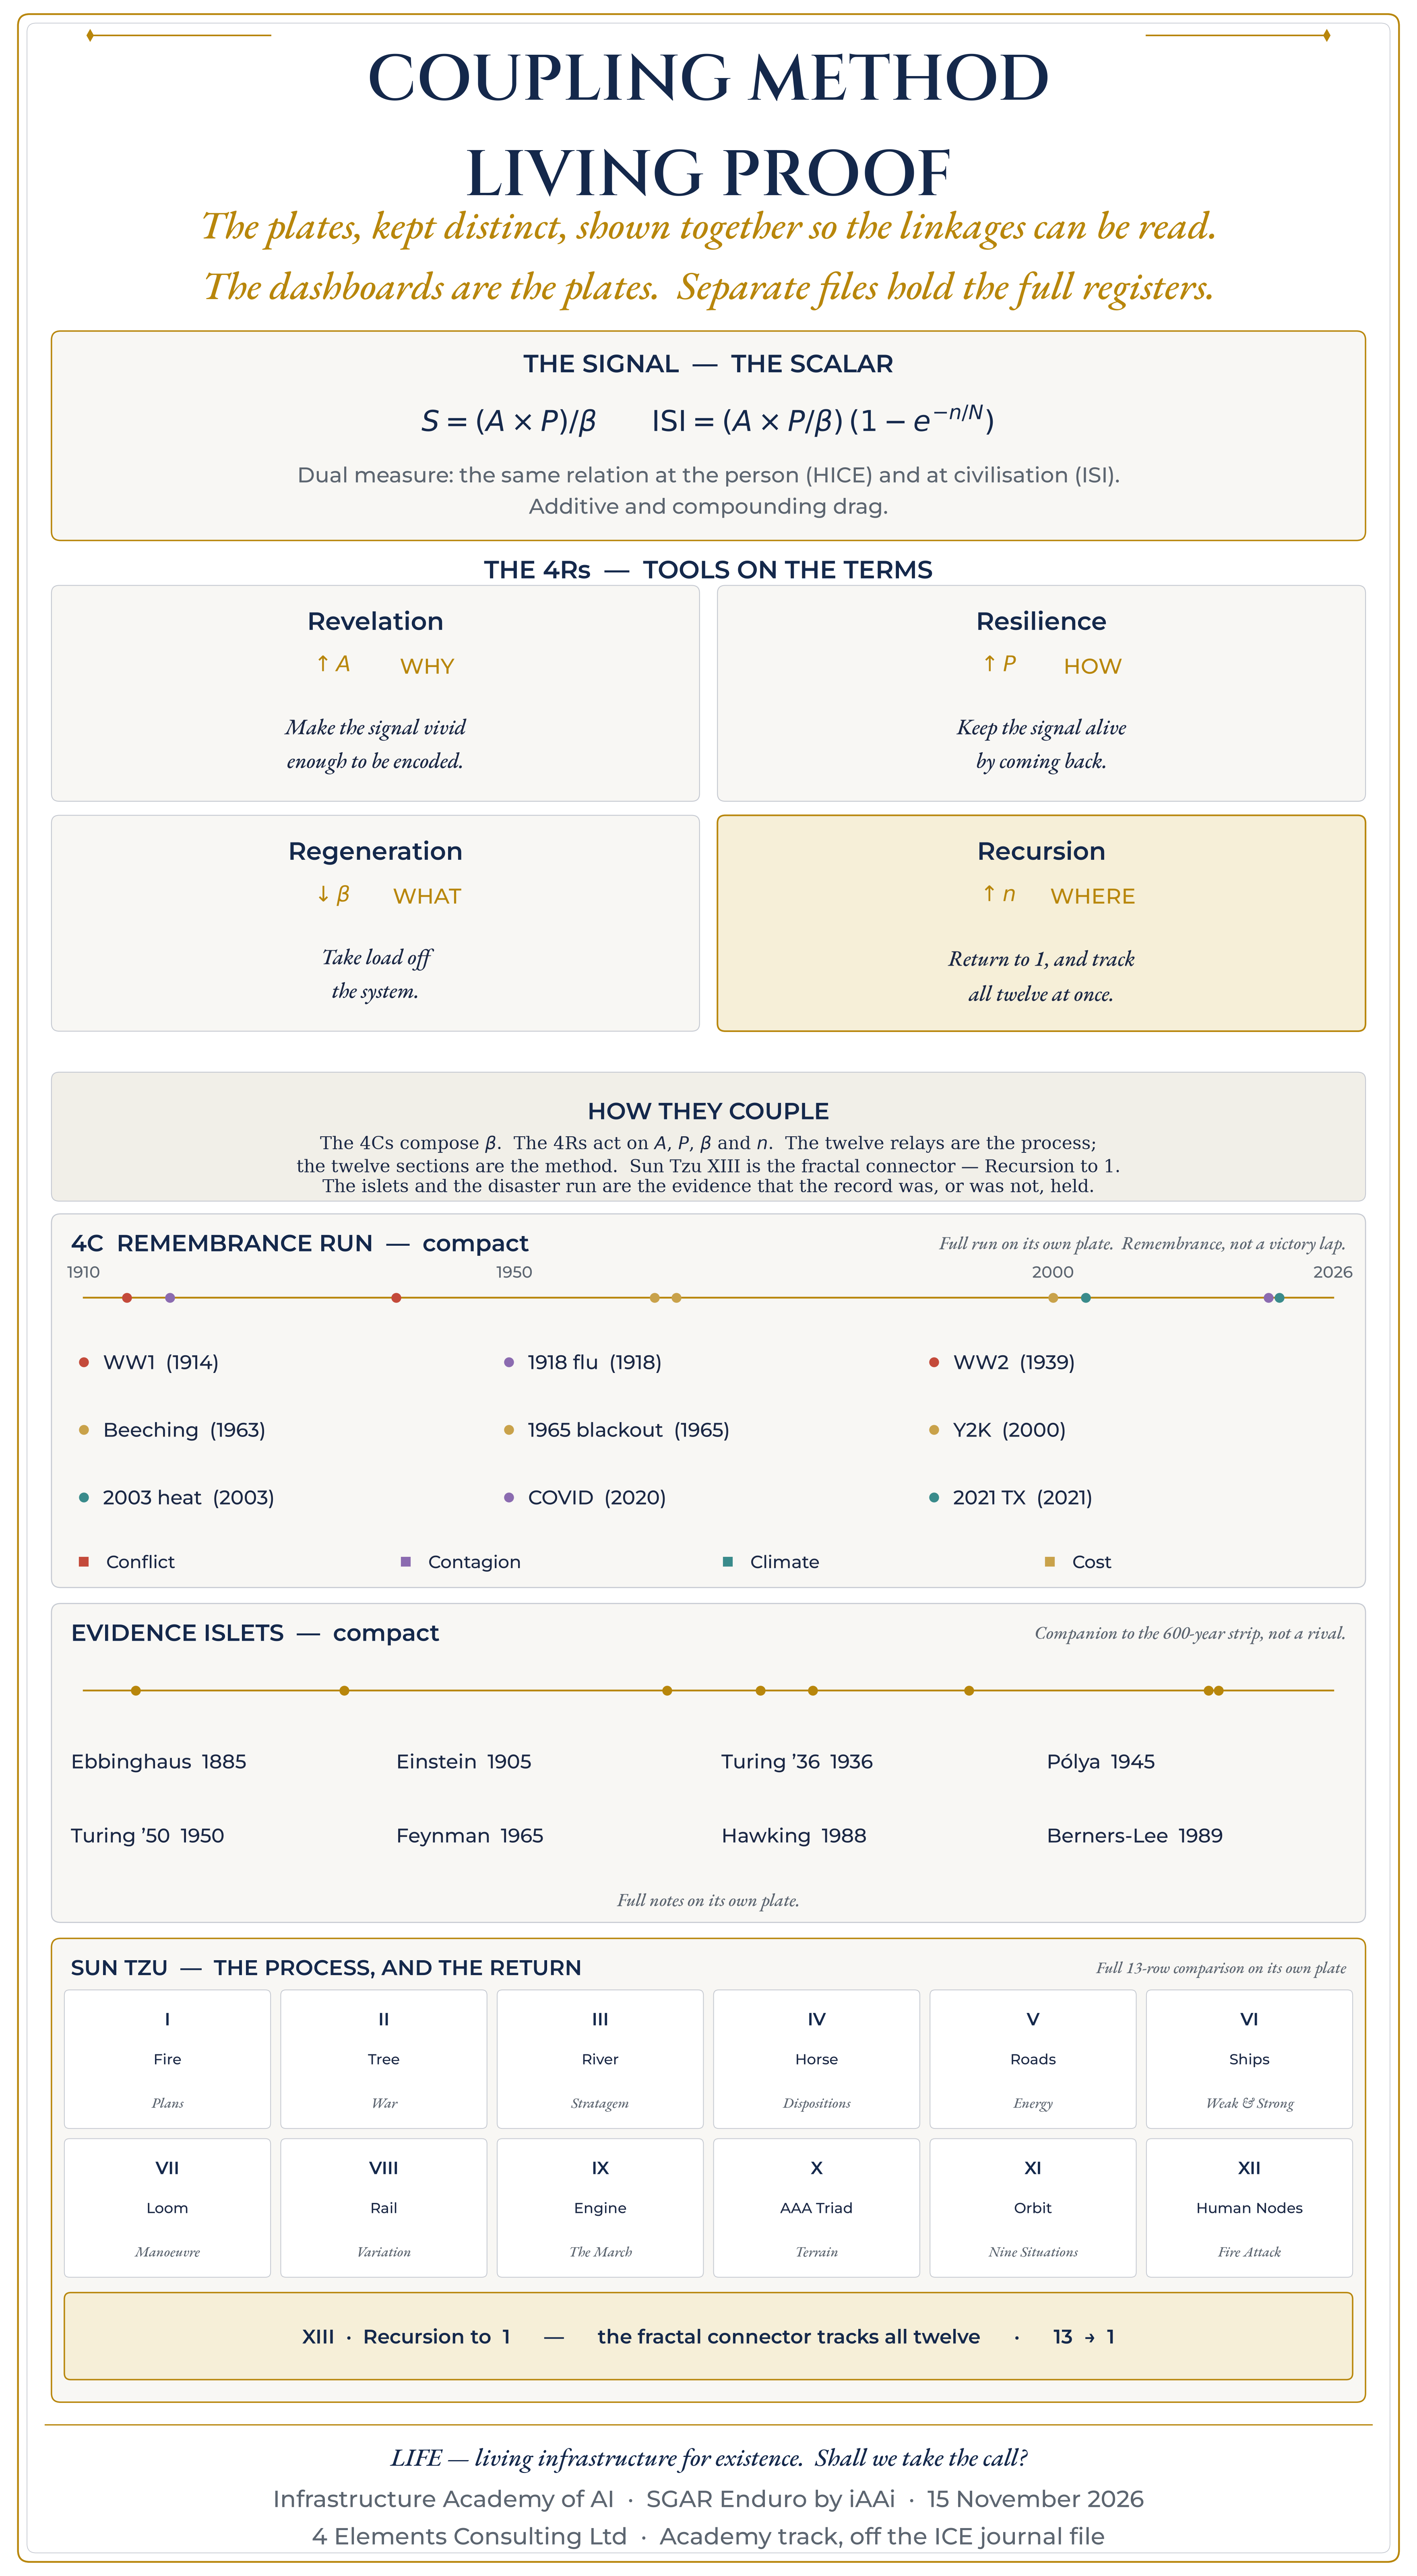 COUPLING METHOD
LIVING PROOF
The plates, kept distinct, shown together so the linkages can be read.
The dashboards are the plates. Separate files hold the full registers.
THE SIGNAL — THE SCALAR
S = (A × P)/β ISI = (A × P/β) (1 − e^{−n/N})
Dual measure: the same relation at the person (HICE) and at civilisation (ISI).
Additive and compounding drag.
THE 4Rs — TOOLS ON THE TERMS
Revelation
↑ A WHY
Make the signal vivid
enough to be encoded.
Resilience
↑ P HOW
Keep the signal alive
by coming back.
Regeneration
↓ β WHAT
Take load off
the system.
Recursion
↑ n WHERE
Return to 1, and track
all twelve at once.
HOW THEY COUPLE
The 4Cs compose β. The 4Rs act on A, P, β and n. The twelve relays are the process;
the twelve sections are the method. Sun Tzu XIII is the fractal connector — Recursion to 1.
The islets and the disaster run are the evidence that the record was, or was not, held.
4C REMEMBRANCE RUN — compact
Full run on its own plate. Remembrance, not a victory lap.
1910 1950 2000 2026
WW1 (1914) 1918 flu (1918) WW2 (1939)
Beeching (1963) 1965 blackout (1965) Y2K (2000)
2003 heat (2003) COVID (2020) 2021 TX (2021)
Conflict Contagion Climate Cost
EVIDENCE ISLETS — compact
Companion to the 600-year strip, not a rival.
Ebbinghaus 1885 Einstein 1905 Turing ’36 1936 Pólya 1945
Turing ’50 1950 Feynman 1965 Hawking 1988 Berners-Lee 1989
Full notes on its own plate.
SUN TZU — THE PROCESS, AND THE RETURN
Full 13-row comparison on its own plate
I II III IV V VI
Fire Tree River Horse Roads Ships
Plans War Stratagem Dispositions Energy Weak & Strong
VII VIII IX X XI XII
Loom Rail Engine AAA Triad Orbit Human Nodes
Manoeuvre Variation The March Terrain Nine Situations Fire Attack
XIII · Recursion to 1 — the fractal connector tracks all twelve · 13 → 1
LIFE — living infrastructure for existence. Shall we take the call?
Infrastructure Academy of AI · SGAR Enduro by iAAi · 15 November 2026
4 Elements Consulting Ltd · Academy track, off the ICE journal file